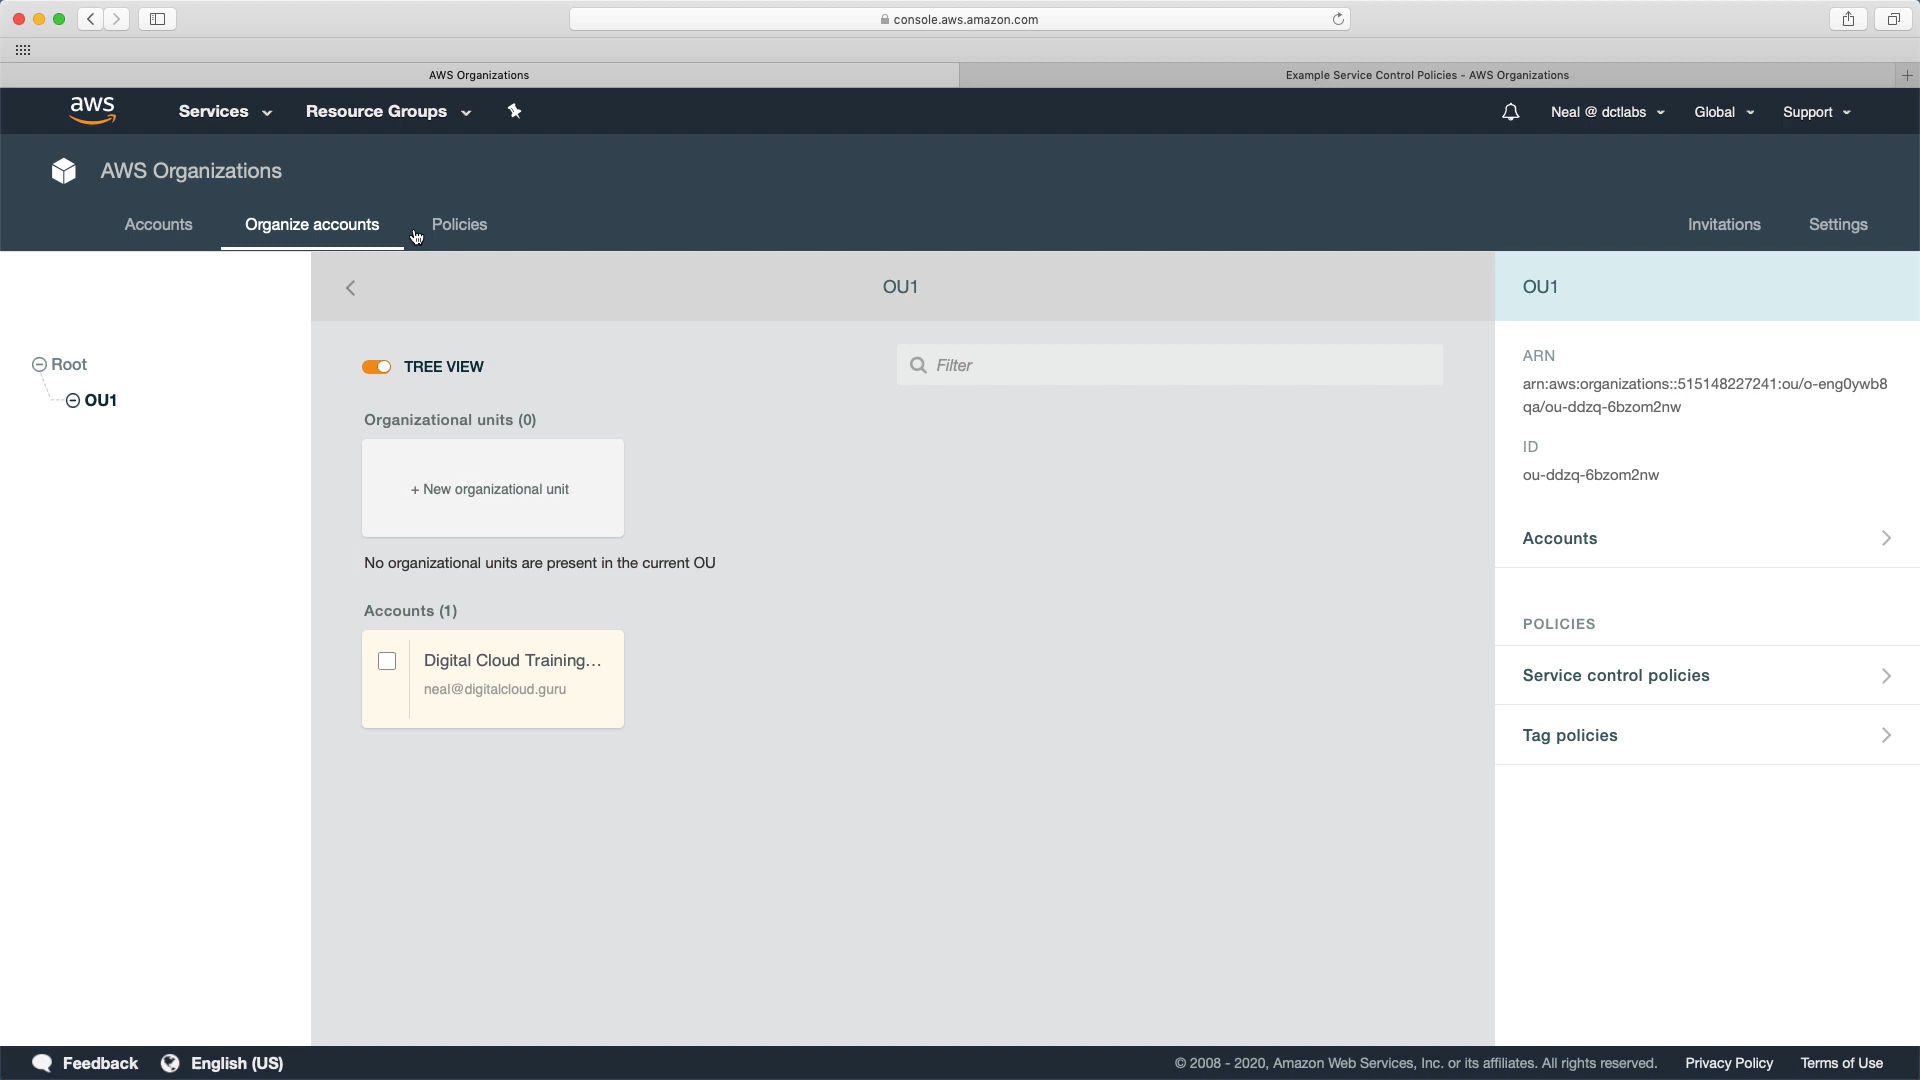 console.aws.amazon.com
AWS Organizations
Example Service Control Policies - AWS Organizations
aws
Services
Resource Groups
Neal @ dctlabs
Global
Support
AWS Organizations
Accounts
Organize accounts
Policies
Invitations
Settings
Root
OU1
OU1
TREE VIEW
Filter
Organizational units (0)
+ New organizational unit
No organizational units are present in the current OU
Accounts (1)
Digital Cloud Training...
neal@digitalcloud.guru
OU1
ARN
arn:aws:organizations::515148227241:ou/o-eng0ywb8
qa/ou-ddzq-6bzom2nw
ID
ou-ddzq-6bzom2nw
Accounts
POLICIES
Service control policies
Tag policies
Feedback
English (US)
© 2008 - 2020, Amazon Web Services, Inc. or its affiliates. All rights reserved.
Privacy Policy
Terms of Use